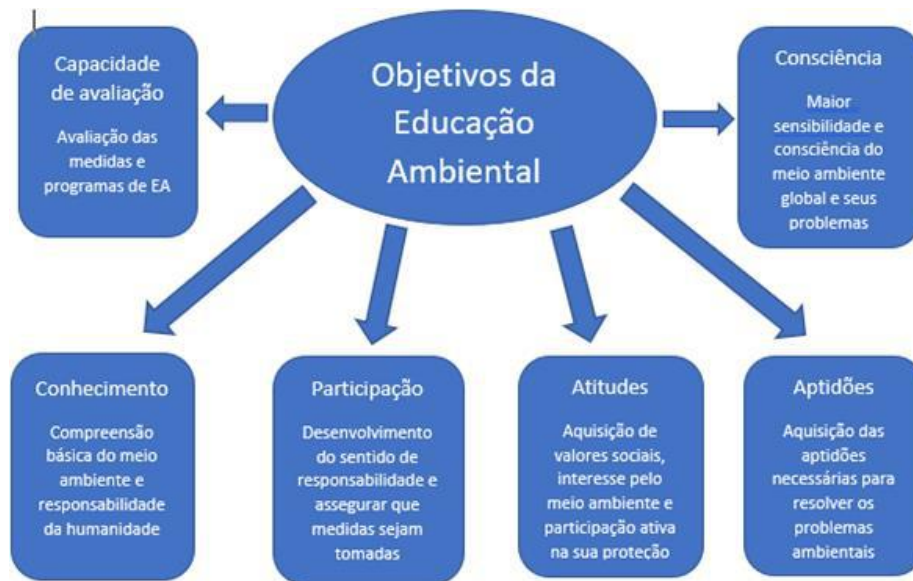 Objetivos da
Educação
Ambiental
Capacidade
de avaliação
Avaliação das
medidas e
programas de EA
Consciência
Maior
sensibilidade e
consciência do
meio ambiente
global e seus
problemas
Conhecimento
Compreensão
básica do meio
ambiente e
responsabilidade
da humanidade
Participação
Desenvolvimento
do sentido de
responsabilidade e
assegurar que
medidas sejam
tomadas
Atitudes
Aquisição de
valores sociais,
interesse pelo
meio ambiente e
participação ativa
na sua proteção
Aptidões
Aquisição das
aptidões
necessárias para
resolver os
problemas
ambientais